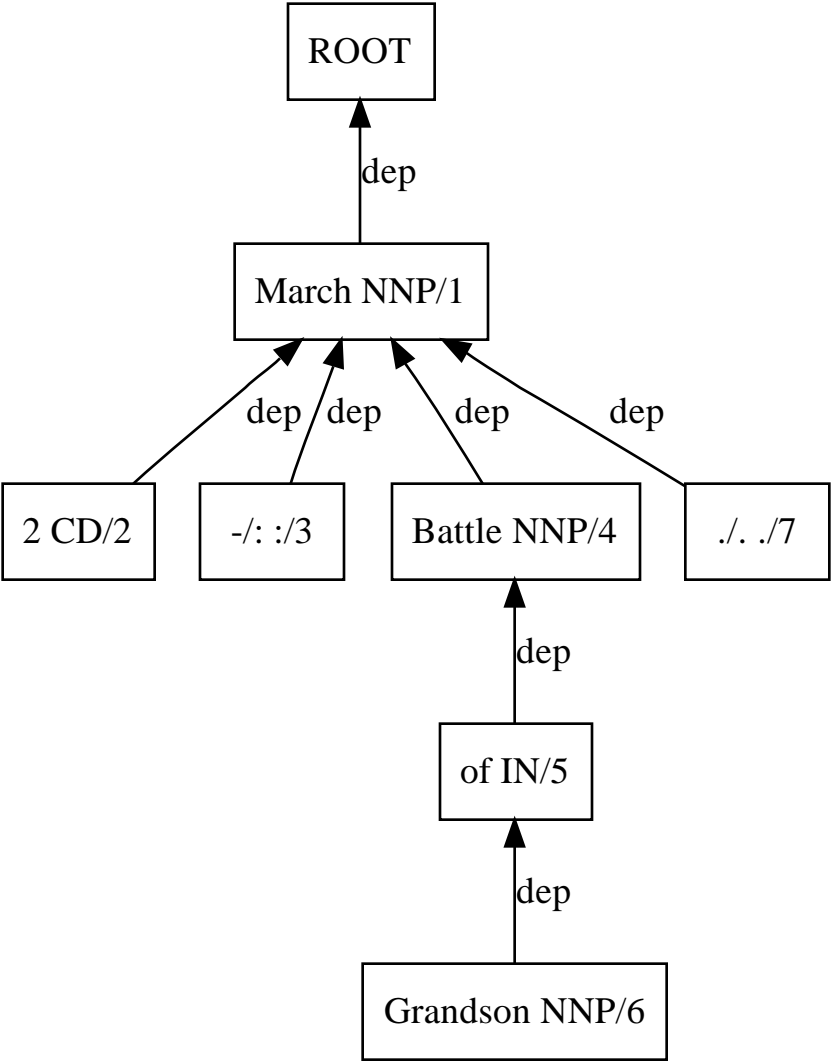 ROOT
dep
March NNP/1
dep dep dep dep
2 CD/2 -/: :/3 Battle NNP/4 ./. ./7
dep
of IN/5
dep
Grandson NNP/6